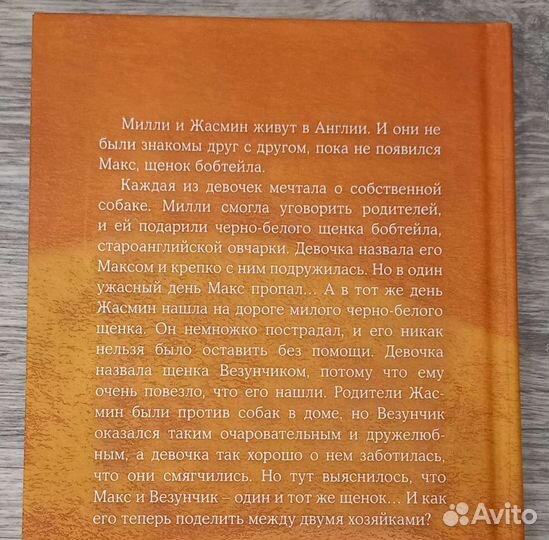 Милли и Жасмин живут в Англии. И они не
были знакомы друг с другом, пока не появился
Макс, щенок бобтейла.
Каждая из девочек мечтала о собственной
собаке. Милли смогла уговорить родителей,
и ей подарили черно-белого щенка бобтейла,
староанглийской овчарки. Девочка назвала его
Максом и крепко с ним подружилась. Но в один
ужасный день Макс пропал... А в тот же день
Жасмин нашла на дороге милого черно-белого
щенка. Он немножко пострадал, и его никак
нельзя было оставить без помощи. Девочка
назвала щенка Везунчиком, потому что ему
очень повезло, что его нашли. Родители Жас-
мин были против собак в доме, но Везунчик
оказался таким очаровательным и дружелюб-
ным, а девочка так хорошо о нем заботилась,
что они смягчились. Но тут выяснилось, что
Макс и Везунчик – один и тот же щенок... И как
его теперь поделить между двумя хозяйками?
Avito